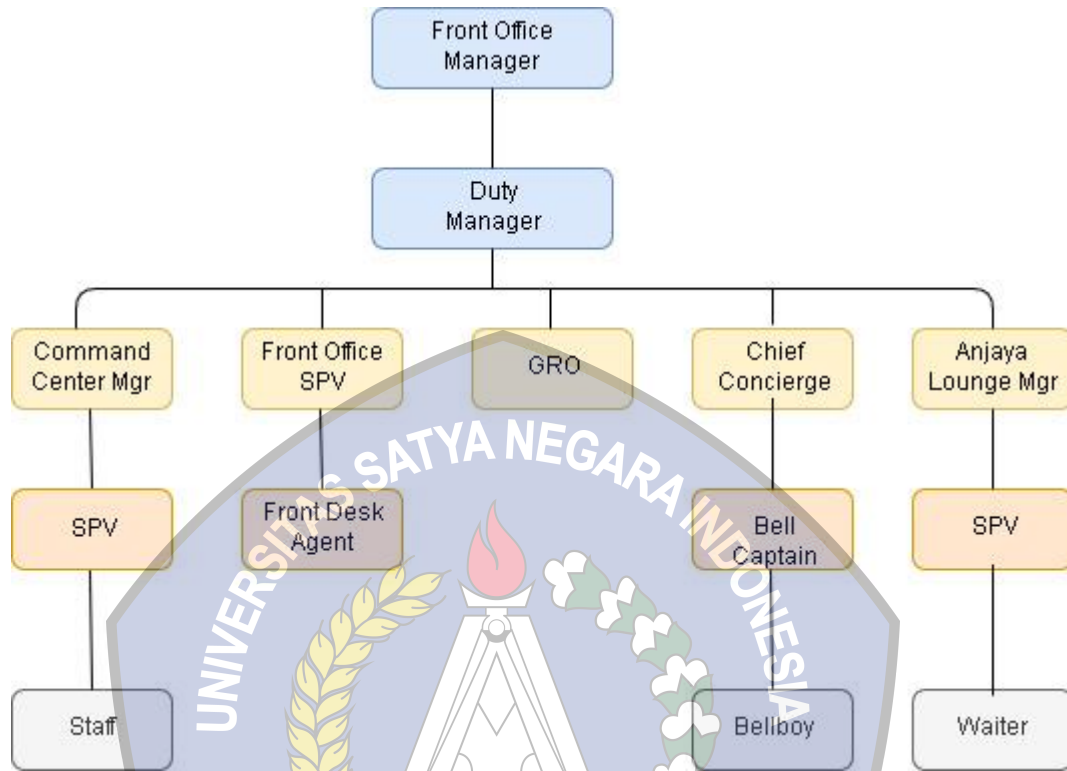 Front Office
Manager
Duty
Manager
Command
Center Mgr
Front Office
SPV
GRO
Chief
Concierge
Anjaya
Lounge Mgr
UNIVERSITAS SATYA NEGARA INDONESIA
SPV
Front Desk
Agent
Bell
Captain
SPV
Staff
Bellboy
Waiter